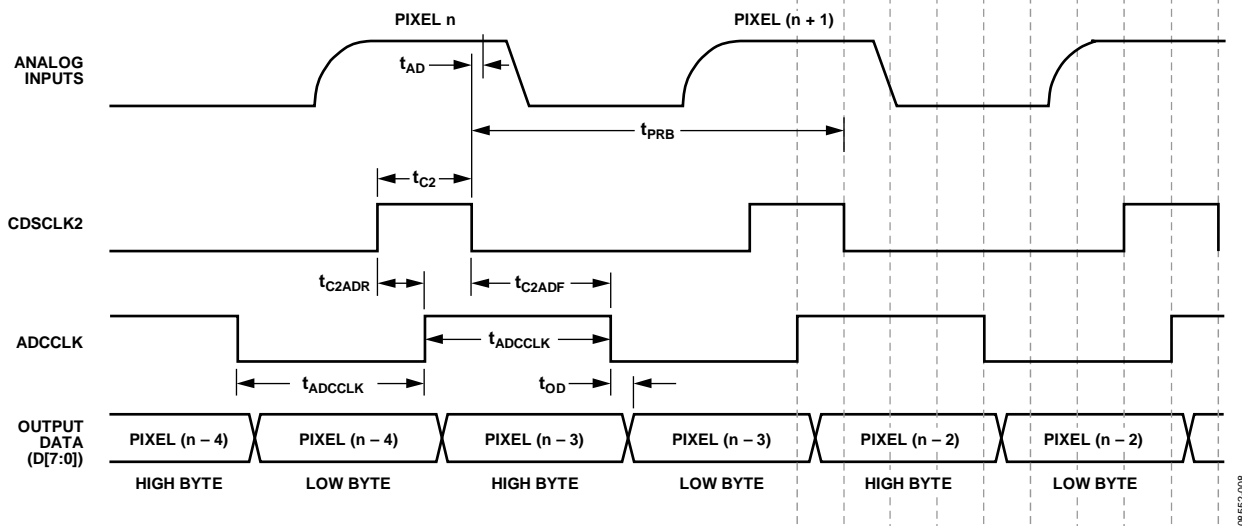 PIXEL n
PIXEL (n + 1)
ANALOG
INPUTS
tAD
tPRB
tC2
CDSCLK2
tC2ADR
tC2ADF
ADCCLK
tADCCLK
tADCCLK
tOD
OUTPUT
DATA
(D[7:0])
PIXEL (n – 4)
PIXEL (n – 4)
PIXEL (n – 3)
PIXEL (n – 3)
PIXEL (n – 2)
PIXEL (n – 2)
HIGH BYTE
LOW BYTE
HIGH BYTE
LOW BYTE
HIGH BYTE
LOW BYTE